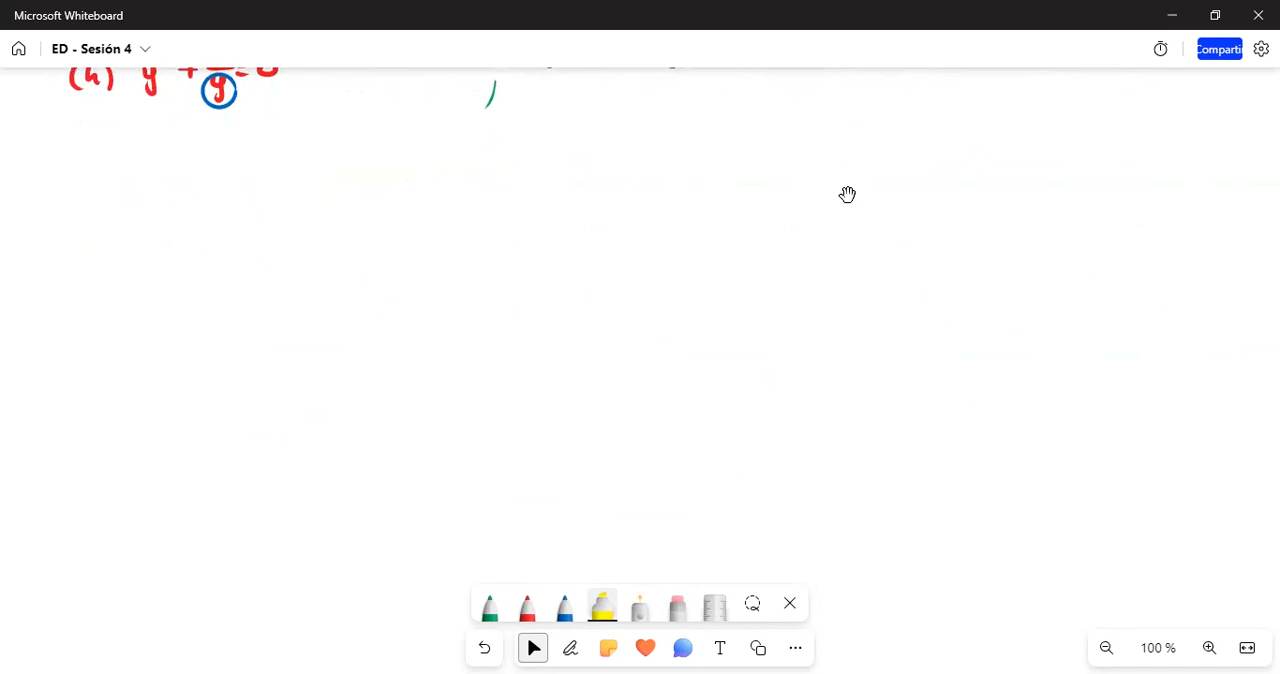 Microsoft Whiteboard
ED - Sesión 4
Comparti
(h) y +
y
T
100 %